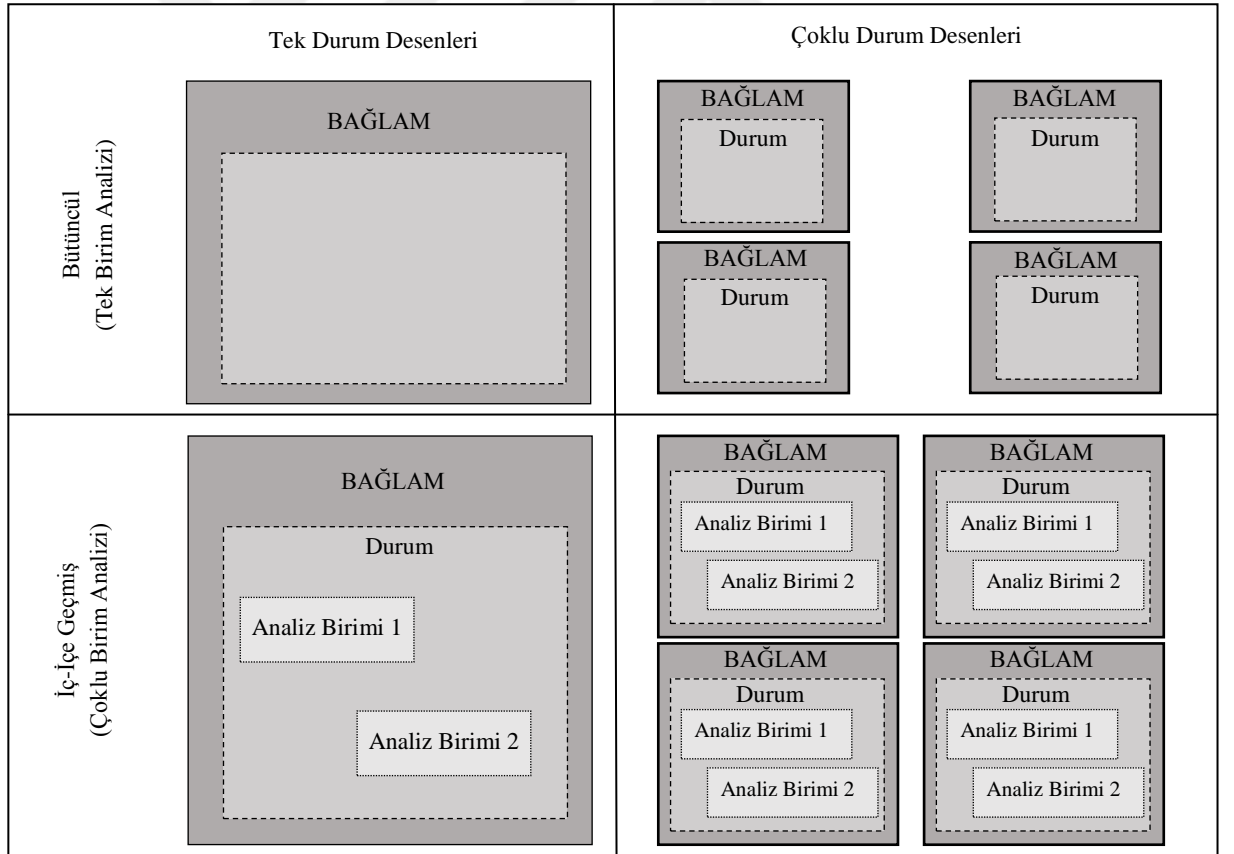 Tek Durum Desenleri
Çoklu Durum Desenleri
Bütüncül
(Tek Birim Analizi)
BAĞLAM
BAĞLAM
Durum
BAĞLAM
Durum
BAĞLAM
Durum
BAĞLAM
Durum
İç-İçe Geçmiş
(Çoklu Birim Analizi)
BAĞLAM
Durum
Analiz Birimi 1
Analiz Birimi 2
BAĞLAM
Durum
Analiz Birimi 1
Analiz Birimi 2
BAĞLAM
Durum
Analiz Birimi 1
Analiz Birimi 2
BAĞLAM
Durum
Analiz Birimi 1
Analiz Birimi 2
BAĞLAM
Durum
Analiz Birimi 1
Analiz Birimi 2